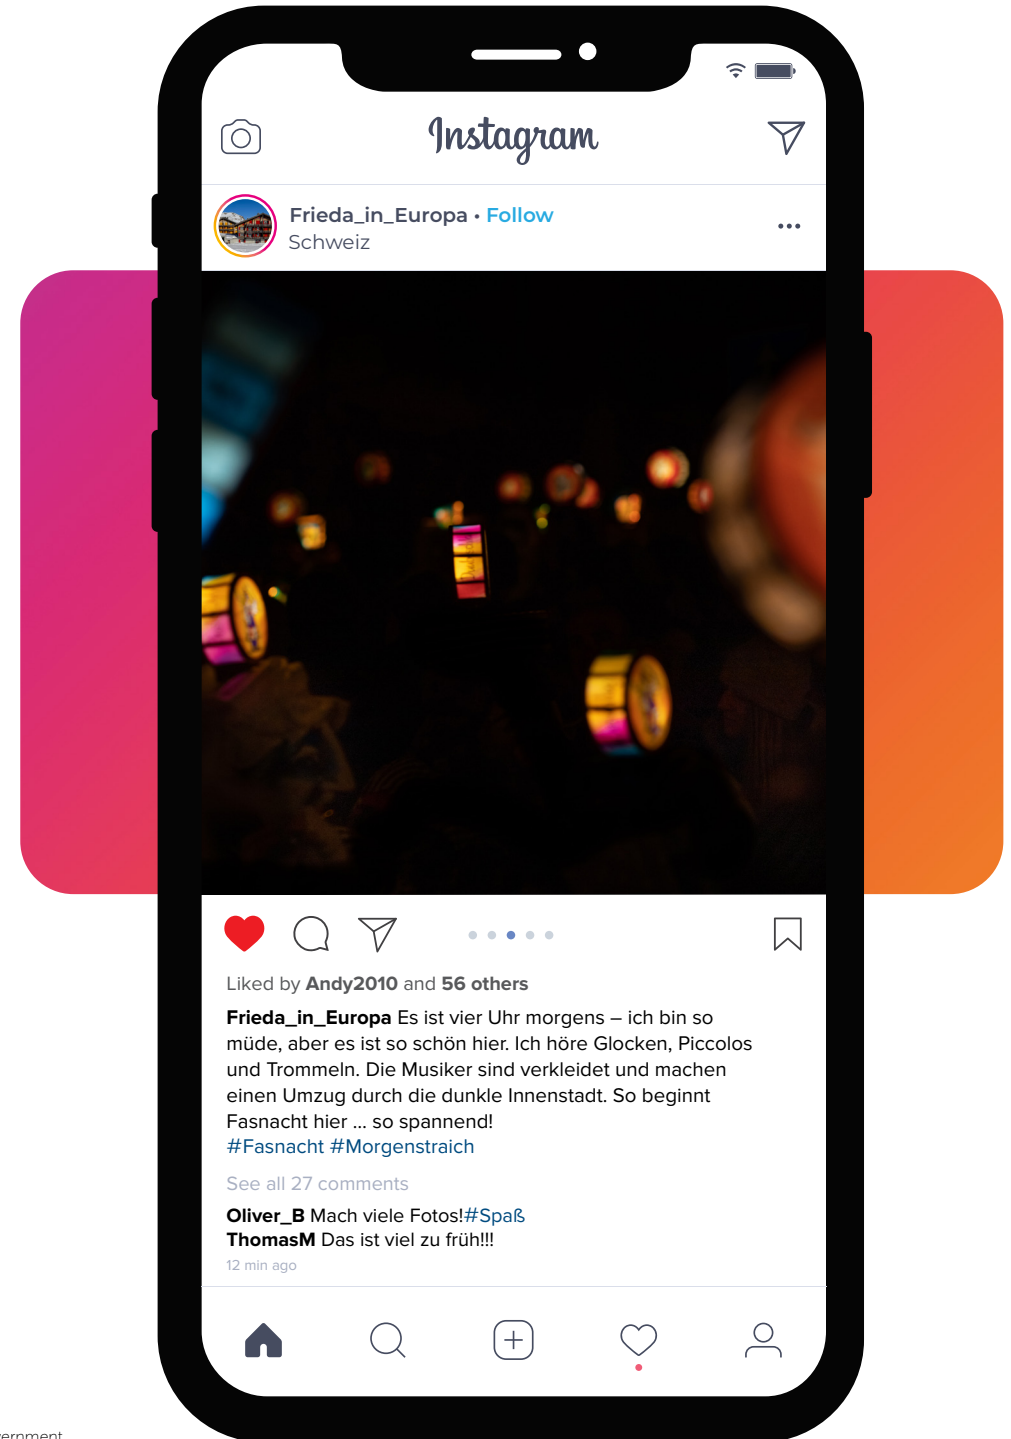 Instagram
Frieda_in_Europa • Follow
Schweiz
Liked by Andy2010 and 56 others
Frieda_in_Europa Es ist vier Uhr morgens – ich bin so
müde, aber es ist so schön hier. Ich höre Glocken, Piccolos
und Trommeln. Die Musiker sind verkleidet und machen
einen Umzug durch die dunkle Innenstadt. So beginnt
Fasnacht hier ... so spannend!
#Fasnacht #Morgenstraich
See all 27 comments
Oliver_B Mach viele Fotos!#Spaß
ThomasM Das ist viel zu früh!!!
12 min ago